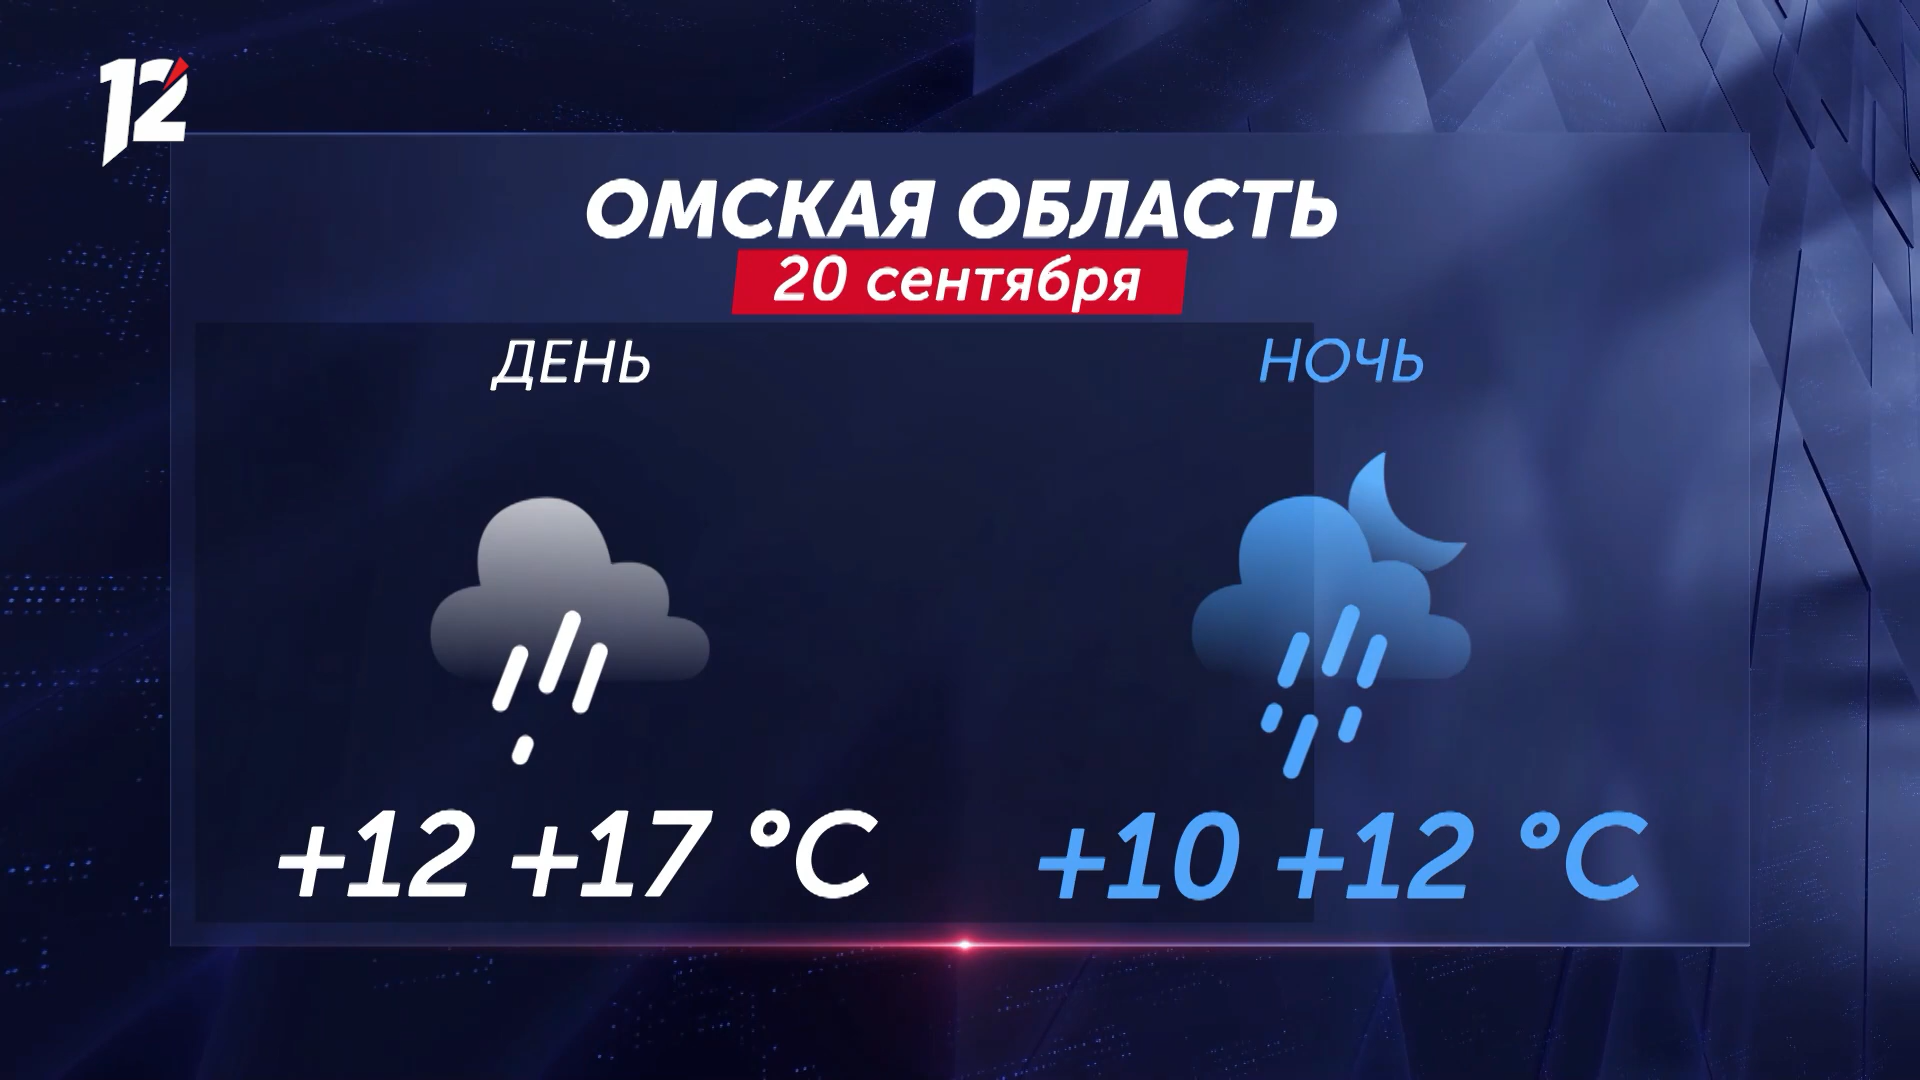 12
ОМСКАЯ ОБЛАСТЬ
20 сентября
ДЕНЬ
НОЧЬ
+12 +17 °C
+10 +12 °C